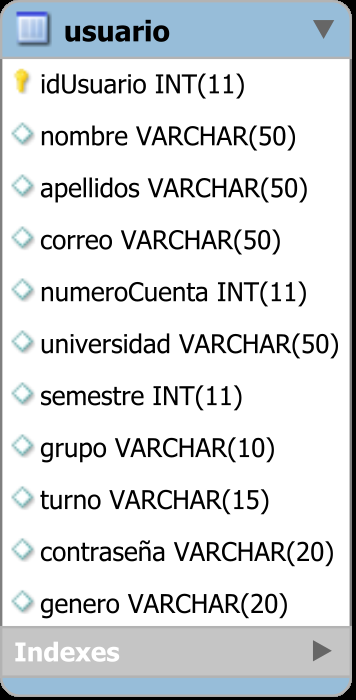 usuario
idUsuario INT(11)
nombre VARCHAR(50)
apellidos VARCHAR(50)
correo VARCHAR(50)
numeroCuenta INT(11)
universidad VARCHAR(50)
semestre INT(11)
grupo VARCHAR(10)
turno VARCHAR(15)
contraseña VARCHAR(20)
genero VARCHAR(20)
Indexes